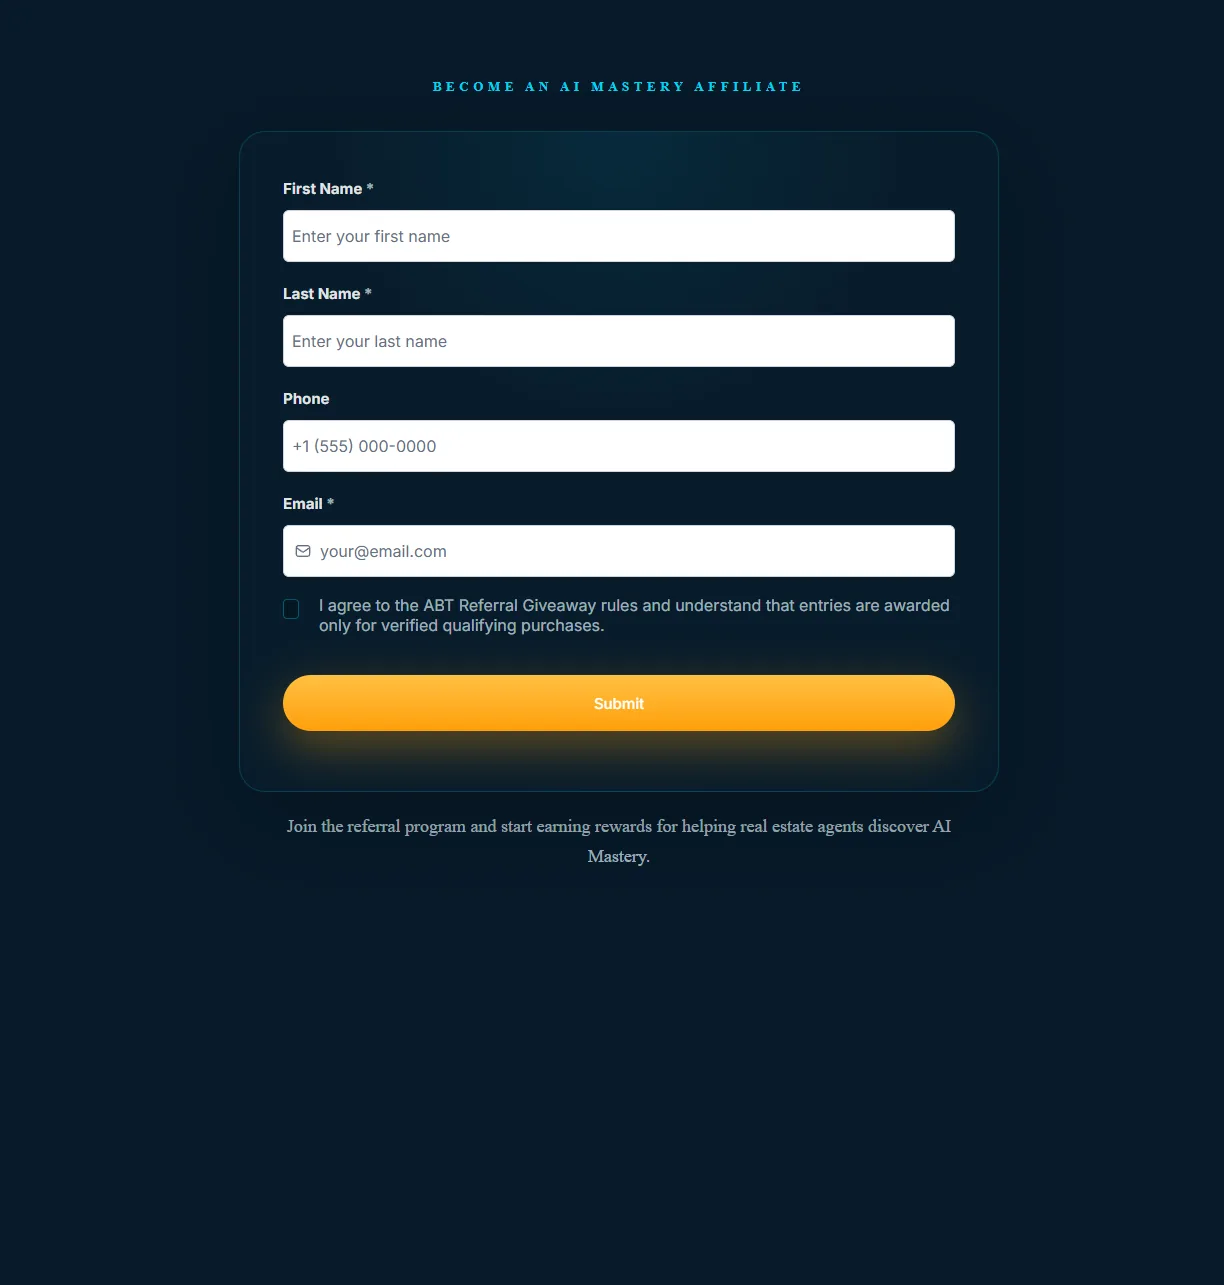 BECOME AN AI MASTERY AFFILIATE
First Name *
Enter your first name
Last Name *
Enter your last name
Phone
+1 (555) 000-0000
Email *
your@email.com
I agree to the ABT Referral Giveaway rules and understand that entries are awarded
only for verified qualifying purchases.
Submit
Join the referral program and start earning rewards for helping real estate agents discover AI
Mastery.